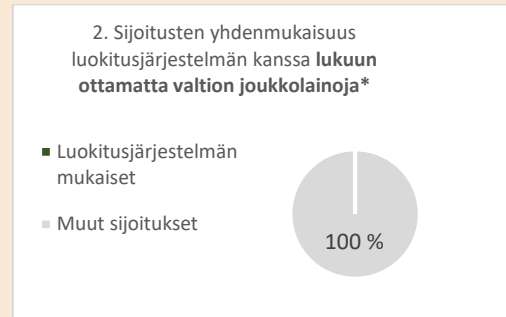 2. Sijoitusten yhdenmukaisuus
luokitusjärjestelmän kanssa lukuun
ottamatta valtion joukkolainoja*
Luokitusjärjestelmän
mukaiset
Muut sijoitukset
100 %